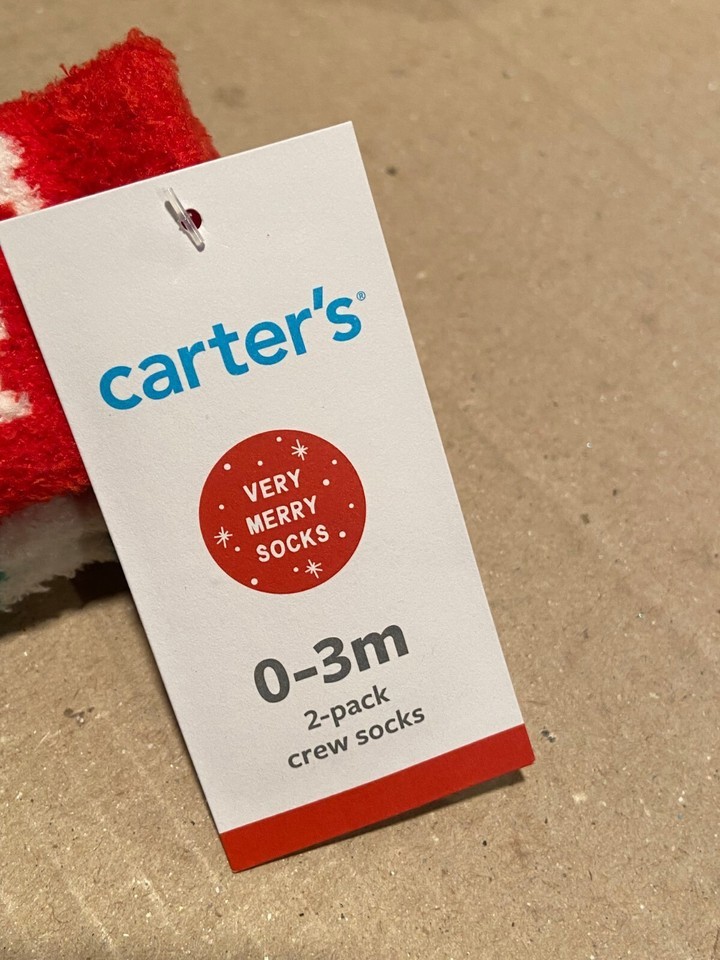 carter's®
VERY
MERRY
SOCKS
0-3m
2-pack
crew socks